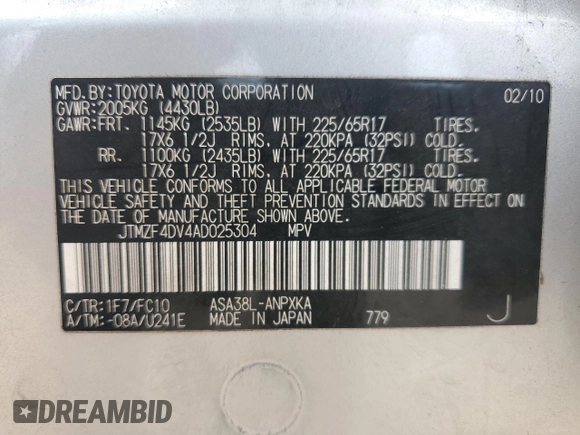 MFD.BY:TOYOTA MOTOR CORPORATION 02/10
GVWR:2005KG (4430LB)
GAWR:FRT. 1145KG (2535LB) WITH 225/65R17 TIRES.
17X6 1/2J RIMS. AT 220KPA (32PSI) COLD.
RR. 1100KG (2435LB) WITH 225/65R17 TIRES.
17X6 1/2J RIMS. AT 220KPA (32PSI) COLD.
THIS VEHICLE CONFORMS TO ALL APPLICABLE FEDERAL MOTOR
VEHICLE SAFETY AND THEFT PREVENTION STANDARDS IN EFFECT
ON THE DATE OF MANUFACTURE SHOWN ABOVE.
JTMZF4DV4AD025304 MPV
C/TR:1F7/FC10 ASA38L-ANPXKA
A/TM:-08A/U241E MADE IN JAPAN 779 J
DREAMBID